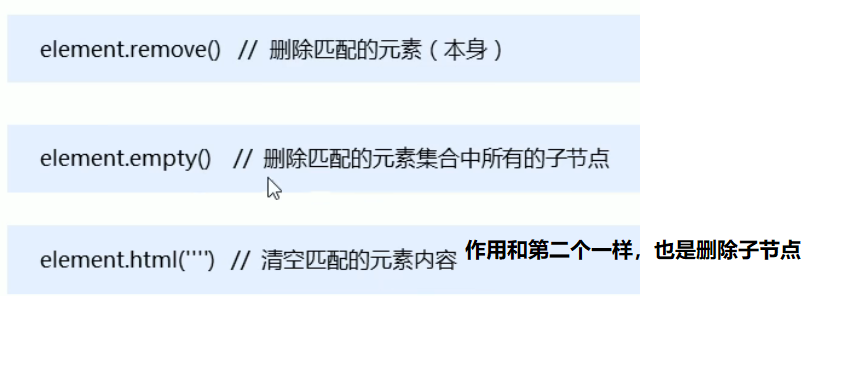 element.remove() // 删除匹配的元素（本身）
element.empty() // 删除匹配的元素集合中所有的子节点
element.html('''') // 清空匹配的元素内容 作用和第二个一样，也是删除子节点